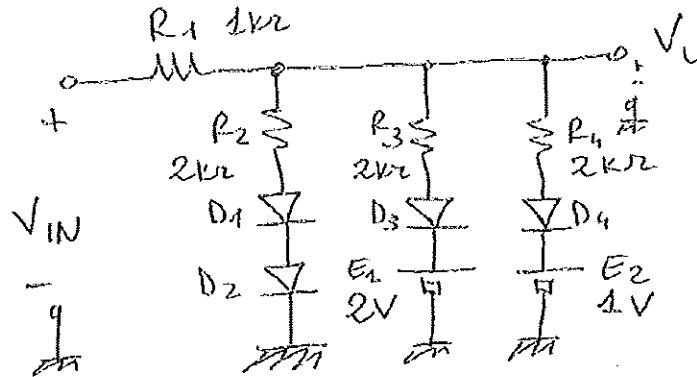 R1 1kΩ
VU
+
+
-
R2
2kΩ
R3
2kΩ
R4
2kΩ
VIN
-
D1
D3
D4
D2
E1
2V
E2
1V